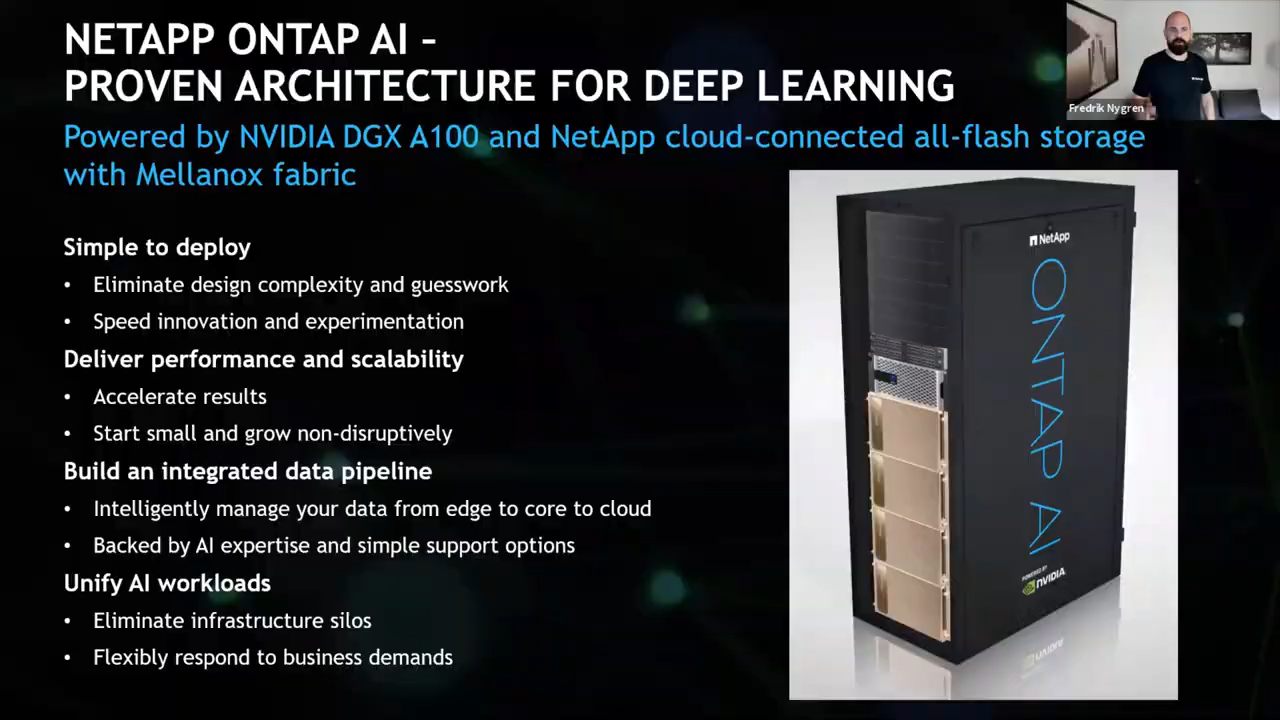 NETAPP ONTAP AI –
PROVEN ARCHITECTURE FOR DEEP LEARNING
Powered by NVIDIA DGX A100 and NetApp cloud-connected all-flash storage
with Mellanox fabric
Fredrik Nygren
Simple to deploy
• Eliminate design complexity and guesswork
• Speed innovation and experimentation
Deliver performance and scalability
• Accelerate results
• Start small and grow non-disruptively
Build an integrated data pipeline
• Intelligently manage your data from edge to core to cloud
• Backed by AI expertise and simple support options
Unify AI workloads
• Eliminate infrastructure silos
• Flexibly respond to business demands
NetApp
ONTAP AI
POWERED BY
NVIDIA